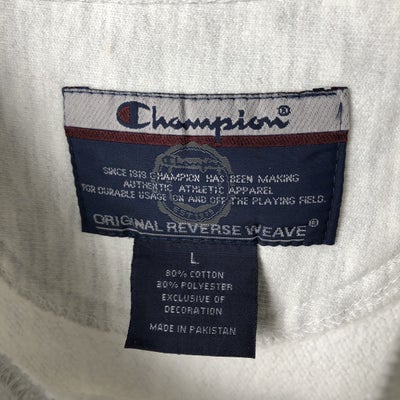 Champion®
SINCE 1919 CHAMPION HAS BEEN MAKING
AUTHENTIC ATHLETIC APPAREL
FOR DURABLE USAGE ON AND OFF THE PLAYING FIELD.
ORIGINAL REVERSE WEAVE®
L
80% COTTON
20% POLYESTER
EXCLUSIVE OF
DECORATION
MADE IN PAKISTAN